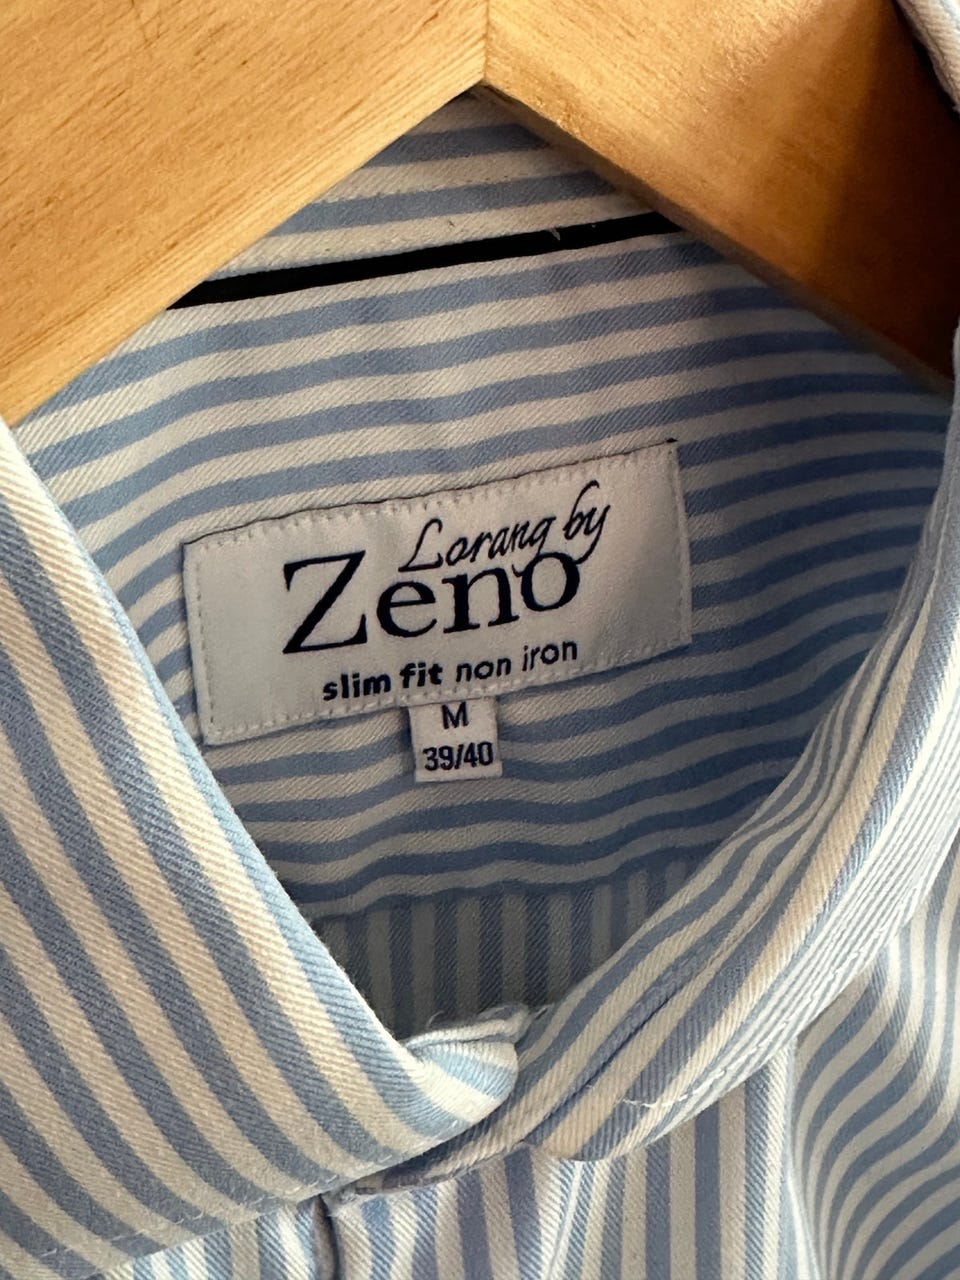 Lorang by
Zeno
slim fit non iron
M
39/40